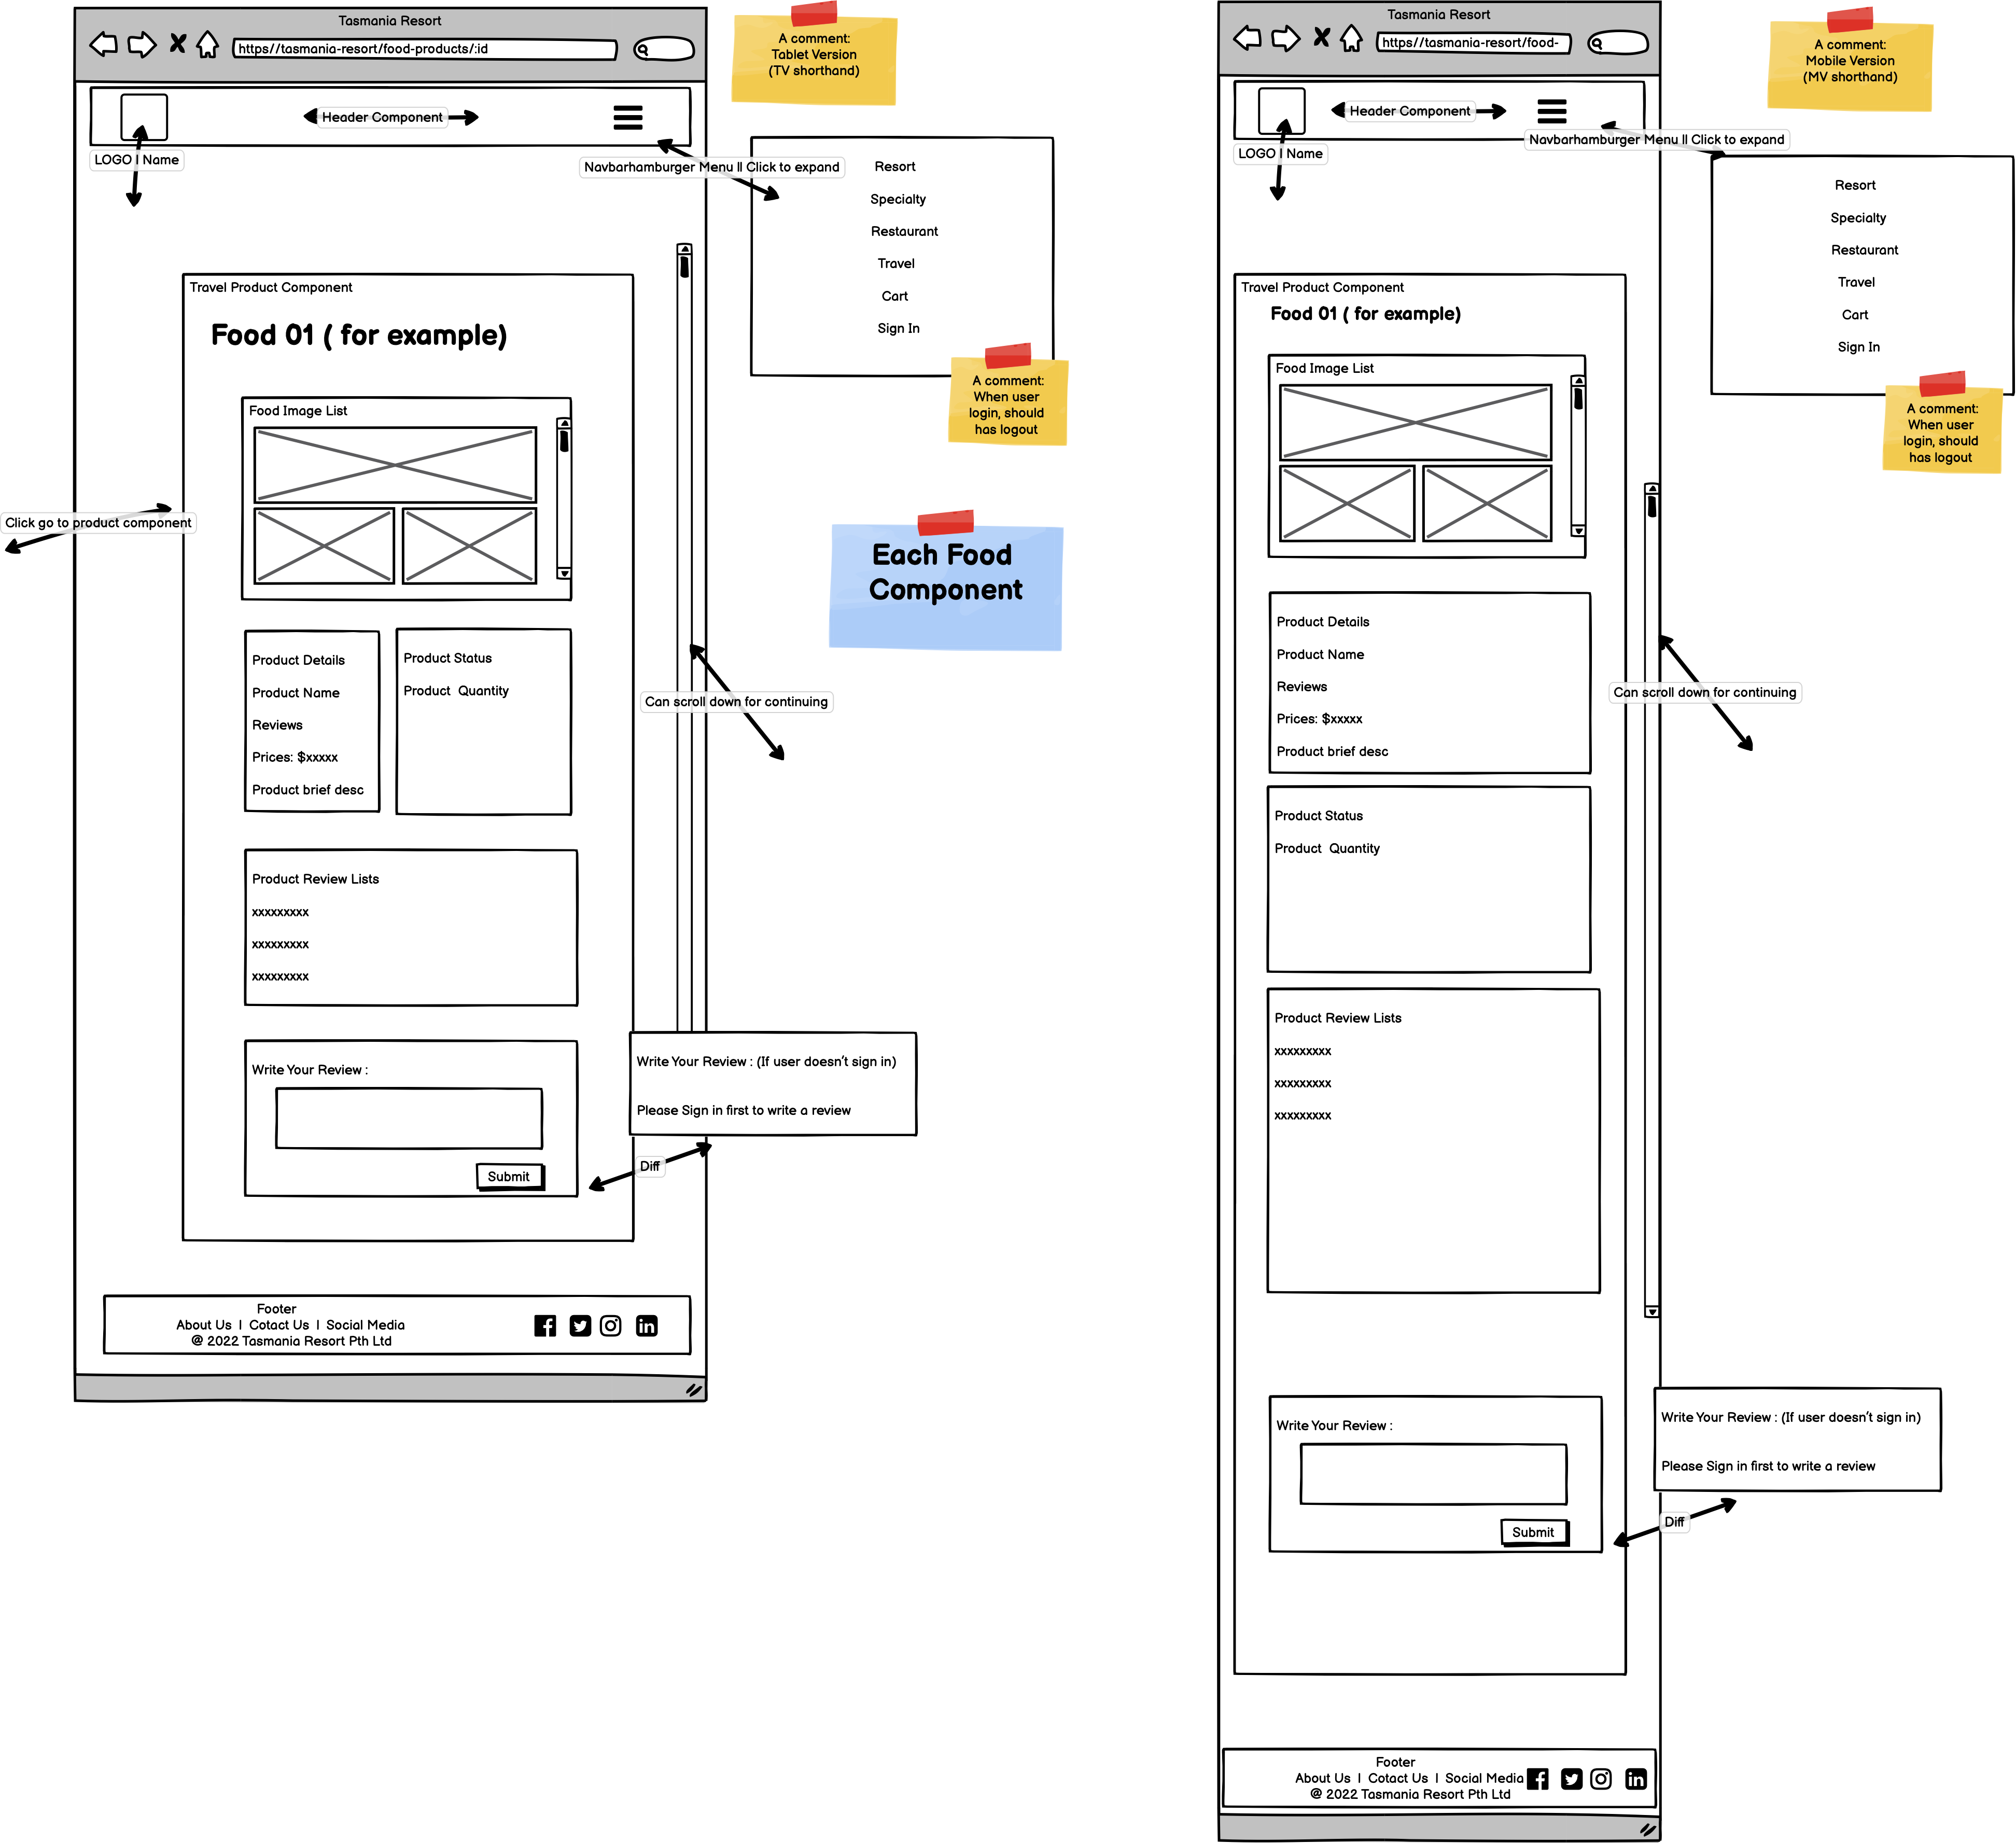 Tasmania Resort
https//tasmania-resort/food-products/:id
A comment:
Tablet Version
(TV shorthand)
Header Component
LOGO | Name
Navbarhamburger Menu || Click to expand
Resort
Specialty
Restaurant
Travel
Cart
Sign In
A comment:
When user
login, should
has logout
Travel Product Component
Food 01 ( for example)
Food Image List
Click go to product component
Each Food
Component
Product Details
Product Name
Reviews
Prices: $xxxxx
Product brief desc
Product Status
Product Quantity
Can scroll down for continuing
Product Review Lists
xxxxxxxxx
xxxxxxxxx
xxxxxxxxx
Write Your Review :
Submit
Write Your Review : (If user doesn't sign in)
Please Sign in first to write a review
Diff
Footer
About Us | Cotact Us | Social Media
@ 2022 Tasmania Resort Pth Ltd
Tasmania Resort
https//tasmania-resort/food-
A comment:
Mobile Version
(MV shorthand)
Header Component
LOGO | Name
Navbarhamburger Menu || Click to expand
Resort
Specialty
Restaurant
Travel
Cart
Sign In
A comment:
When user
login, should
has logout
Travel Product Component
Food 01 ( for example)
Food Image List
Product Details
Product Name
Reviews
Prices: $xxxxx
Product brief desc
Can scroll down for continuing
Product Status
Product Quantity
Product Review Lists
xxxxxxxxx
xxxxxxxxx
xxxxxxxxx
Write Your Review :
Submit
Write Your Review : (If user doesn't sign in)
Please Sign in first to write a review
Diff
Footer
About Us | Cotact Us | Social Media
@ 2022 Tasmania Resort Pth Ltd